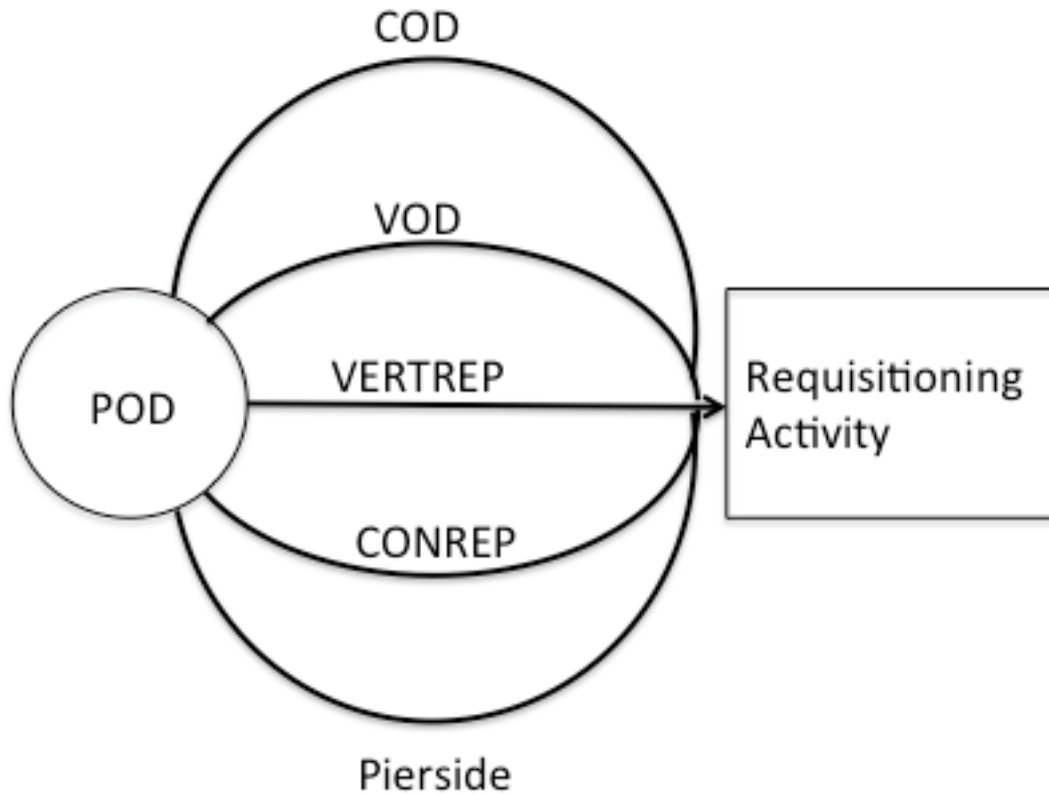 COD
VOD
VERTREP
POD
Requisitioning
Activity
CONREP
Pierside